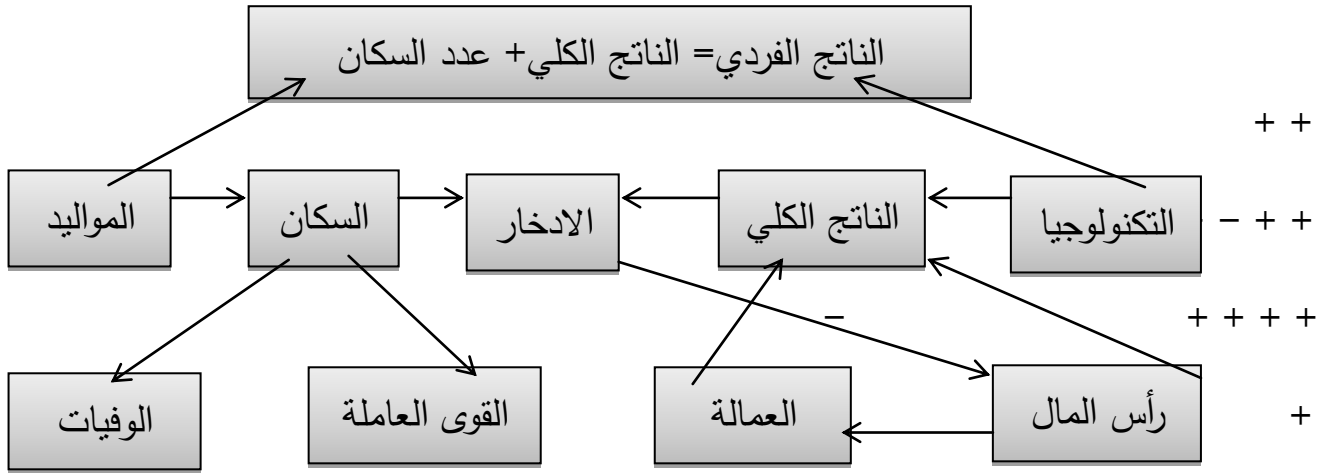 الناتج الفردي= الناتج الكلي+ عدد السكان
+ +
التكنولوجيا
الناتج الكلي
الادخار
السكان
المواليد
– + +
–
+ + + +
رأس المال
العمالة
القوى العاملة
الوفيات
+